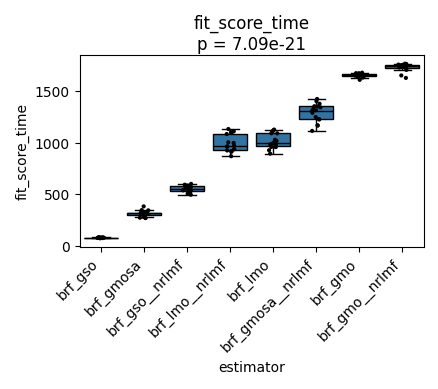 fit_score_time
p = 7.09e-21
fit_score_time
1500
1000
500
0
brf_gso
brf_gmosa
brf_gso__nrlmf
brf_lmo__nrlmf
brf_lmo
brf_gmosa__nrlmf
brf_gmo
brf_gmo__nrlmf
estimator